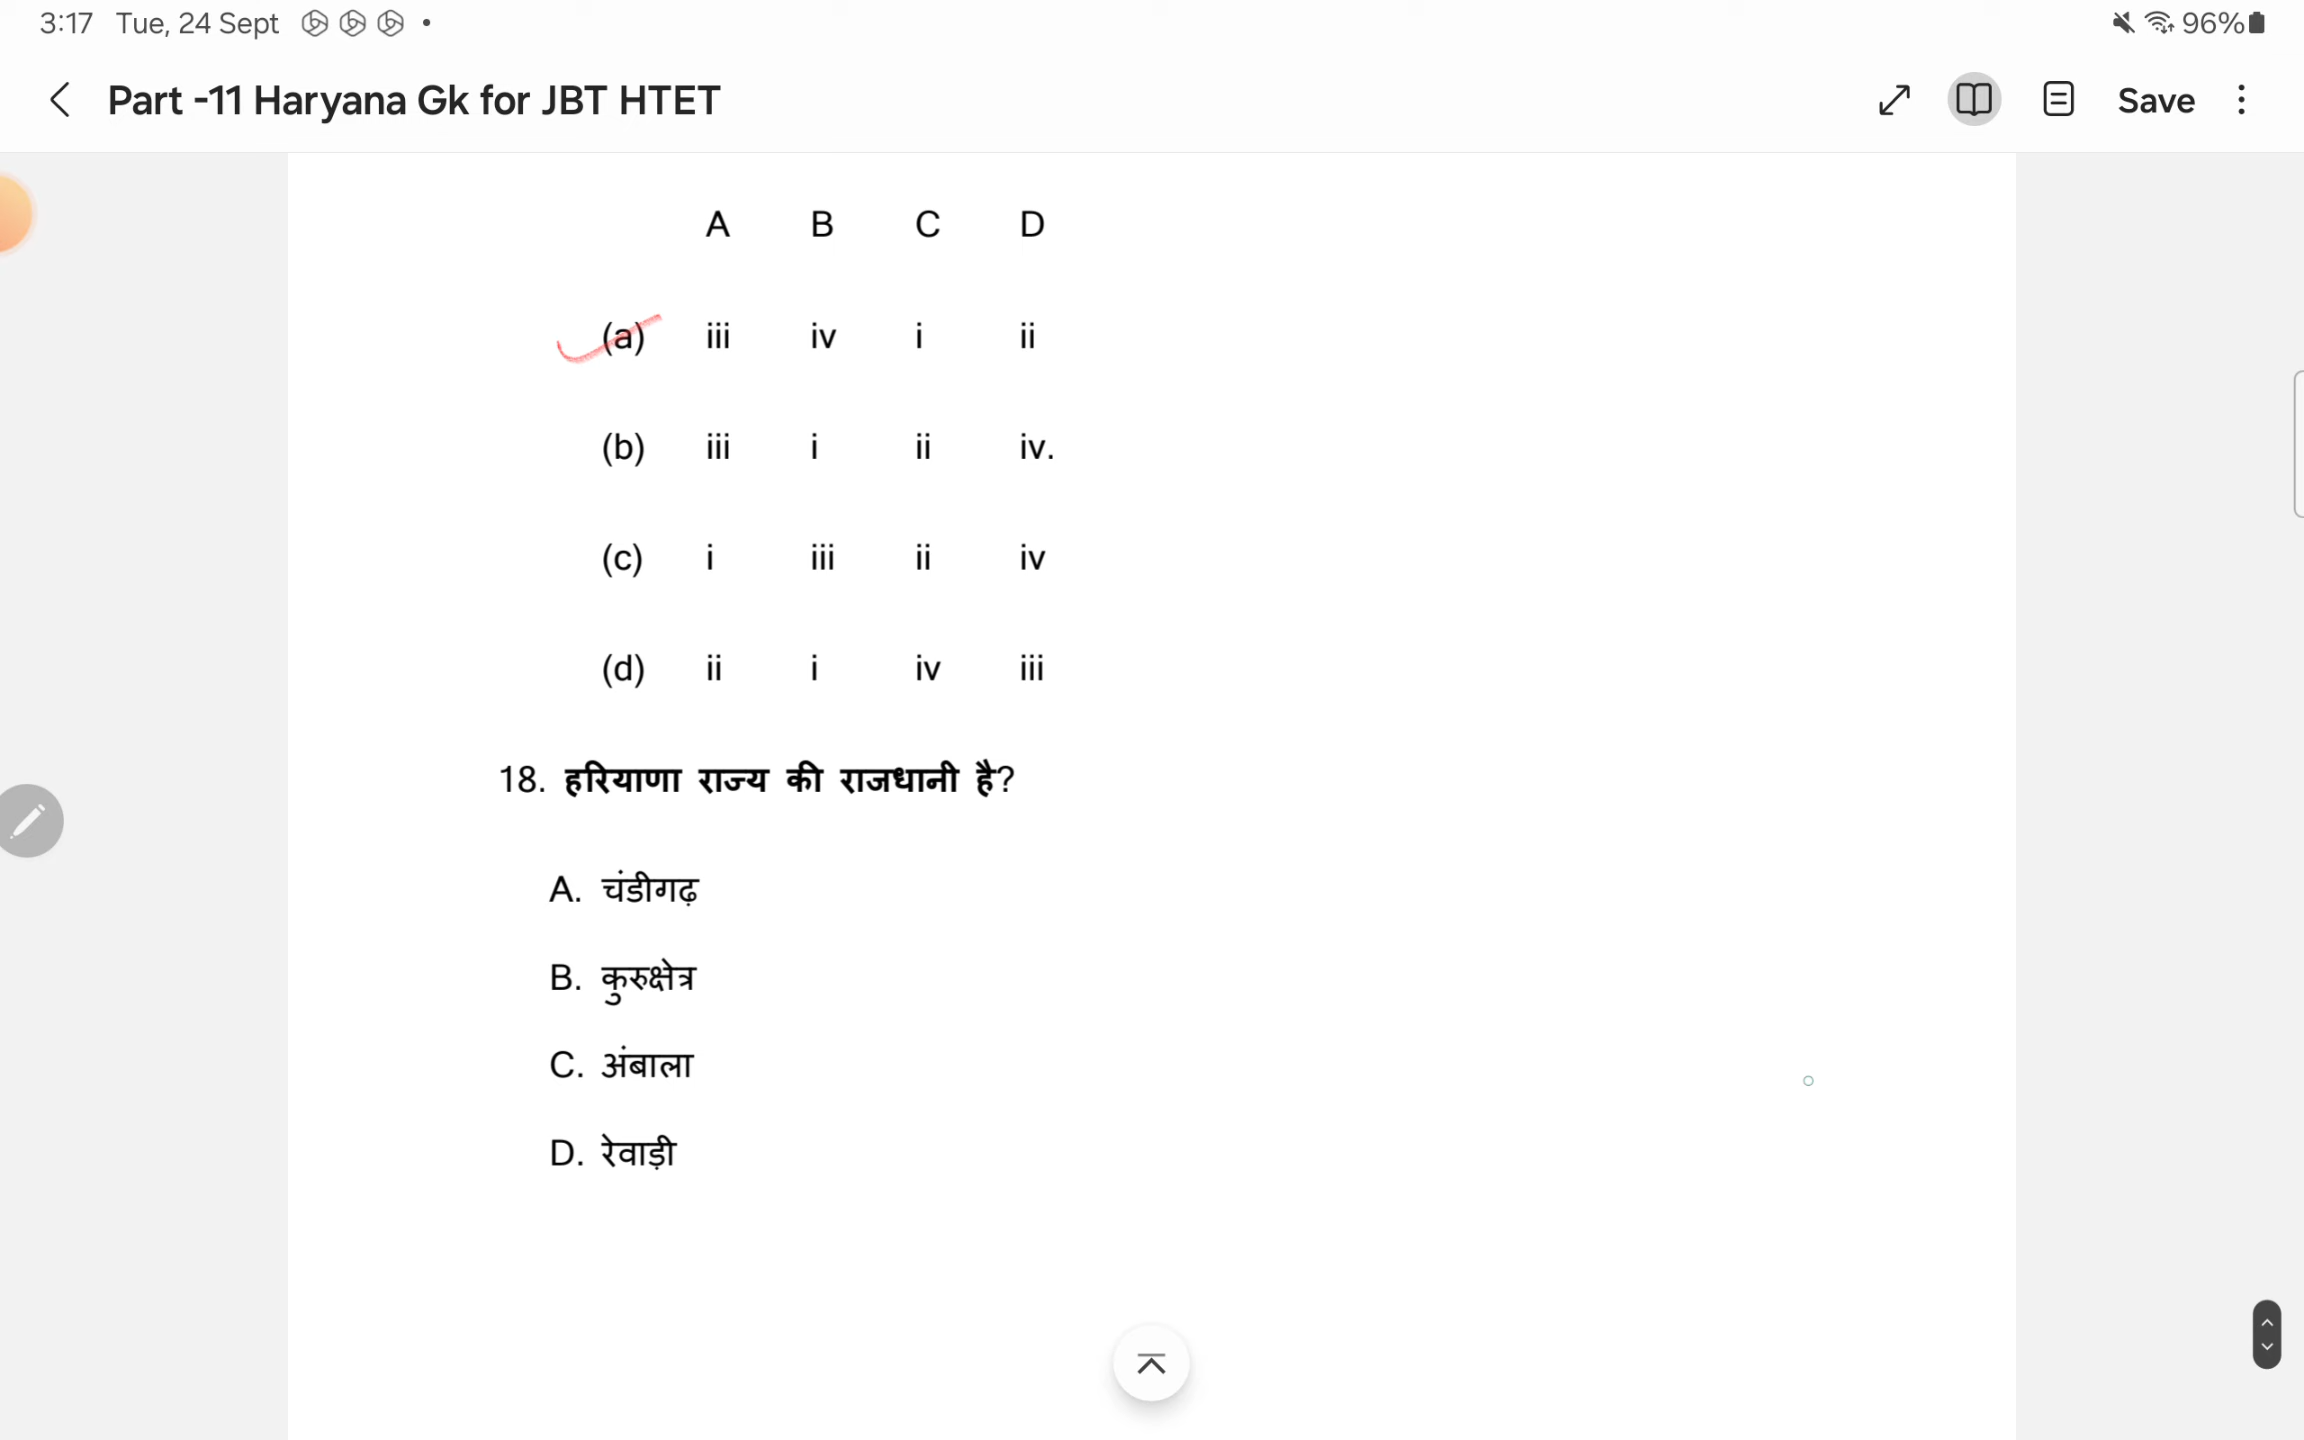 3:17 Tue, 24 Sept • 96%
Part -11 Haryana Gk for JBT HTET Save
A B C D
(a) iii iv i ii
(b) iii i ii iv.
(c) i iii ii iv
(d) ii i iv iii
18. हरियाणा राज्य की राजधानी है?
A. चंडीगढ़
B. कुरुक्षेत्र
C. अंबाला
D. रेवाड़ी